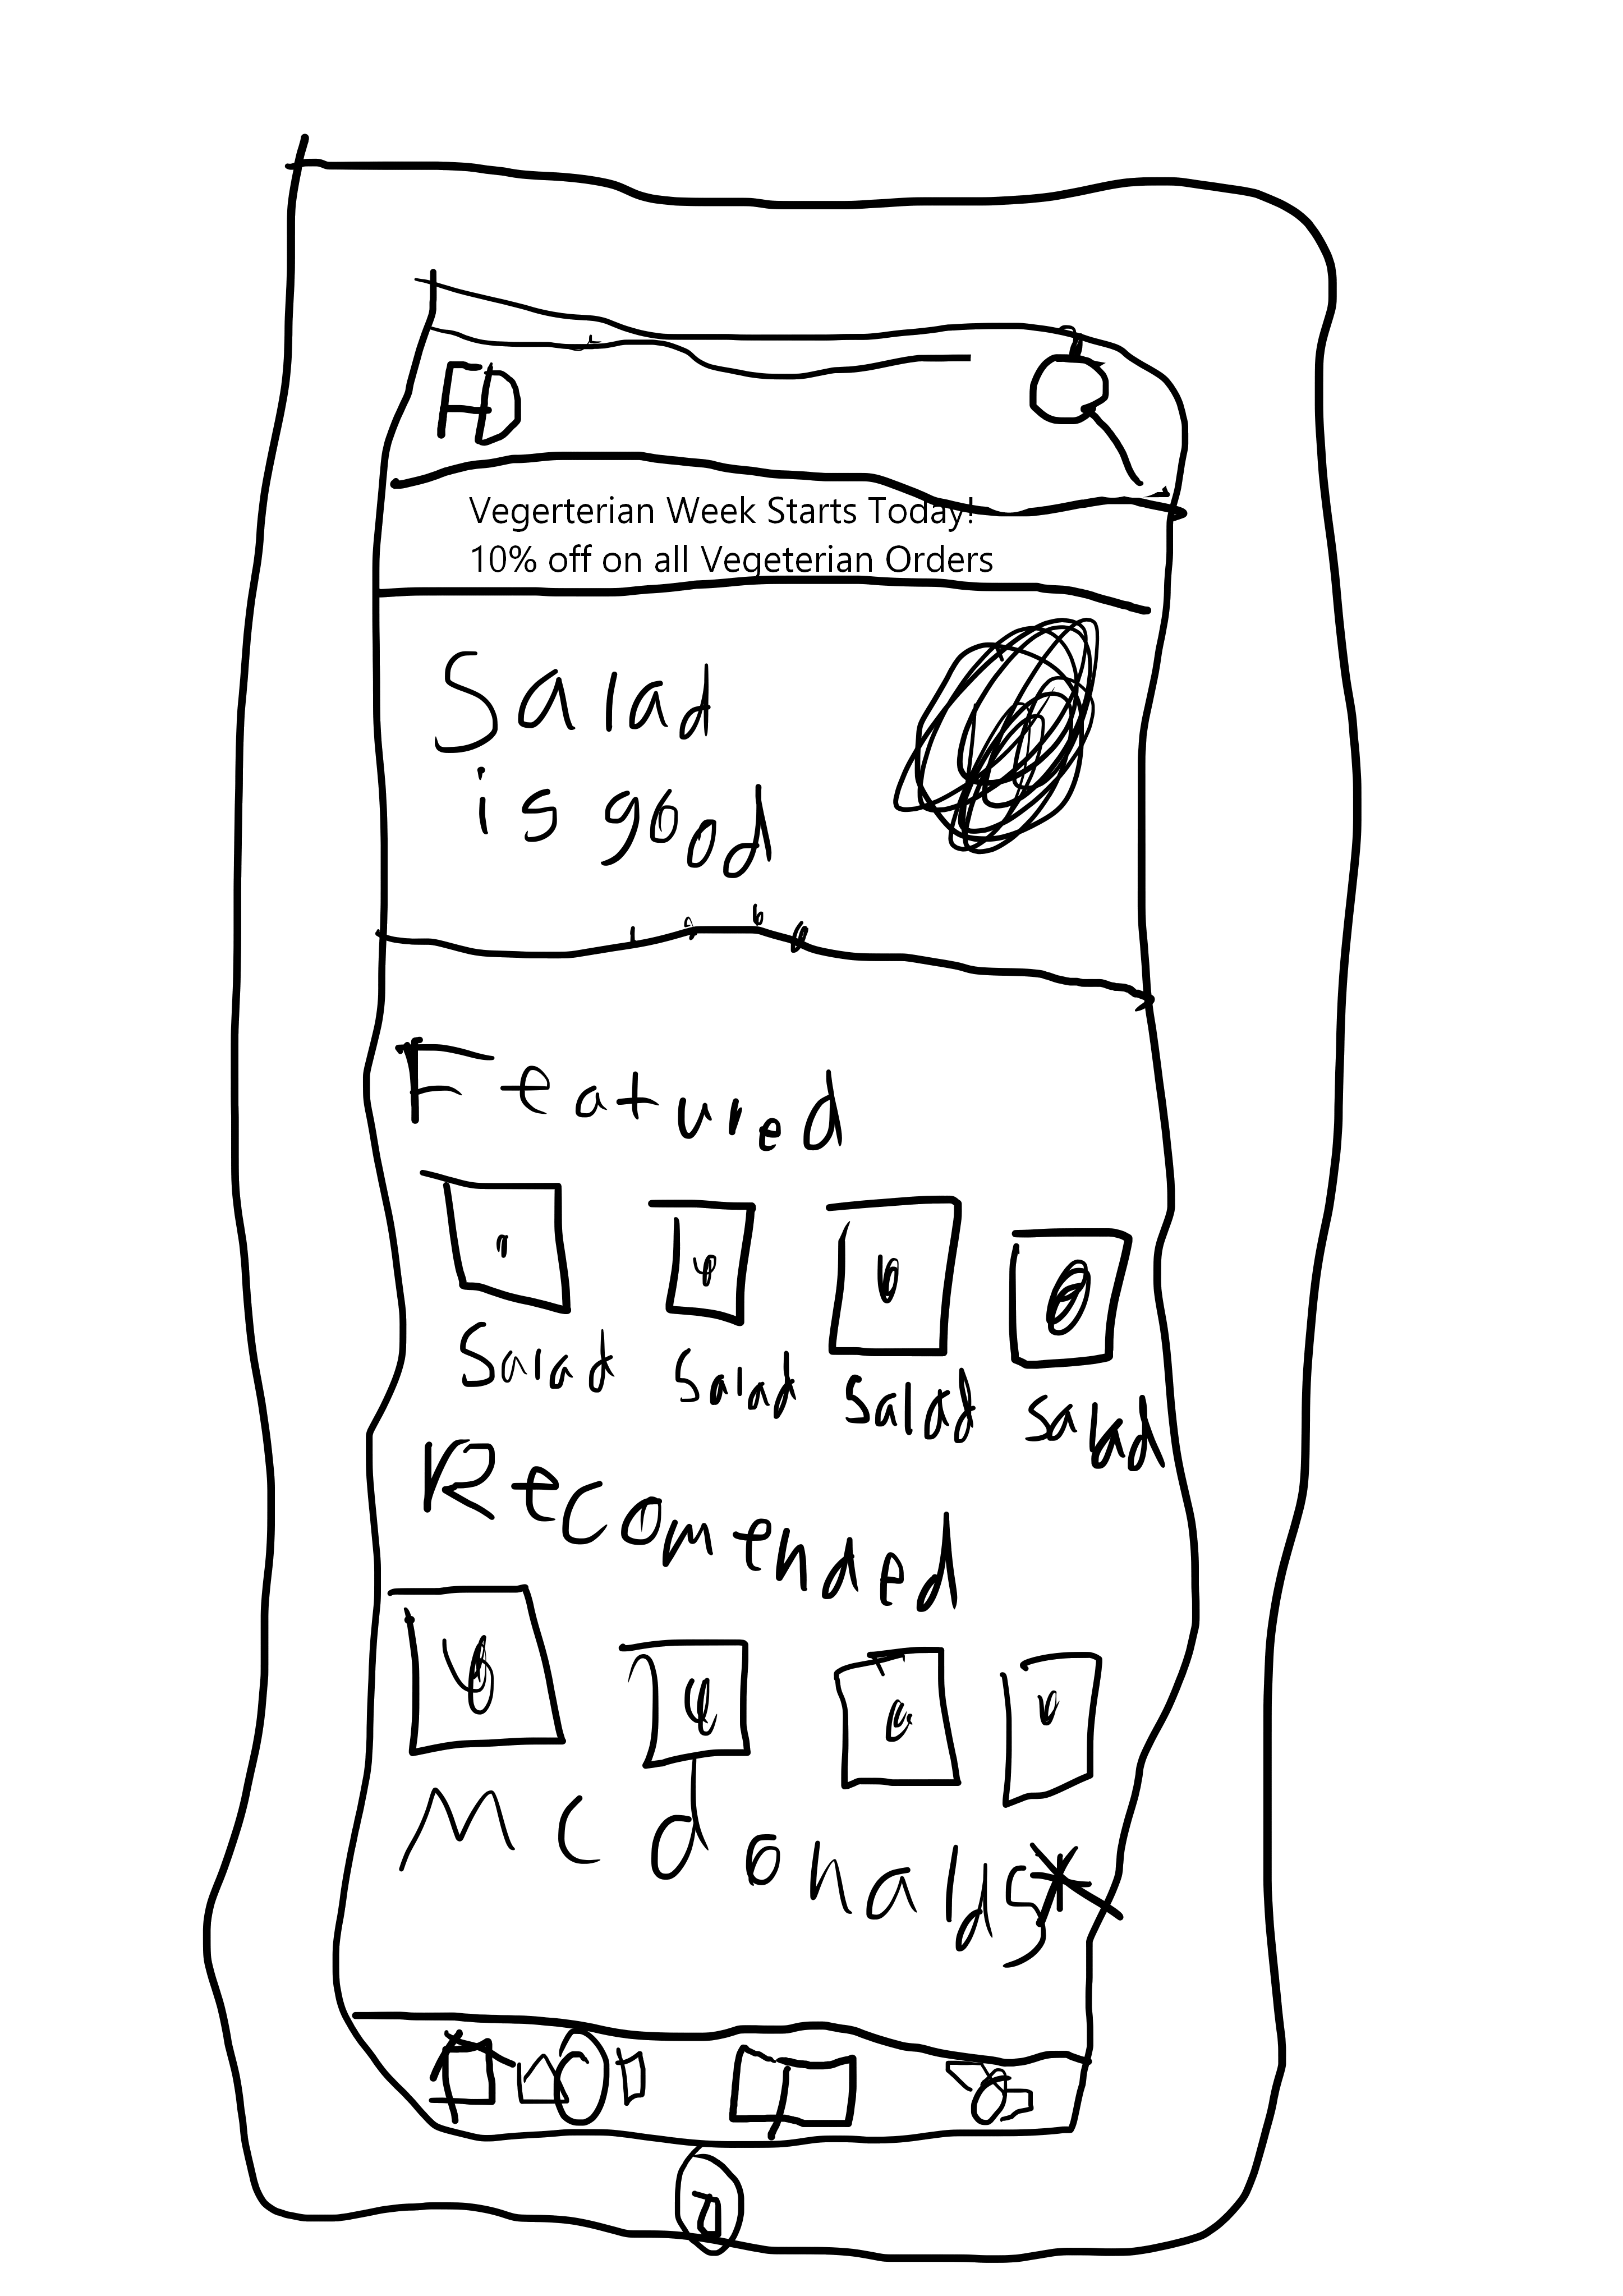 FD
Vegerterian Week Starts Today!
10% off on all Vegeterian Orders
Salad
is good
Featured
Salad Salad Salad Salad
Recomended
Mcdonalds*